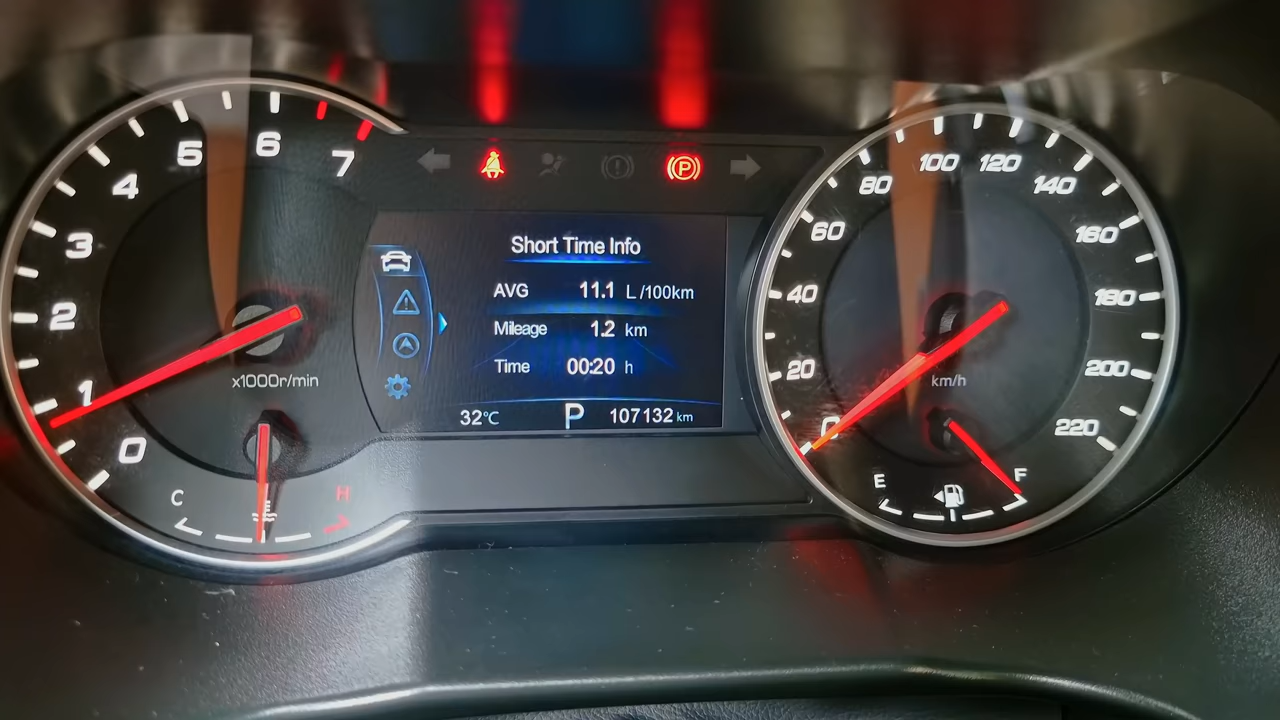 0 1 2 3 4 5 6 7
x1000r/min
C H
Short Time Info
AVG 11.1 L/100km
Mileage 1.2 km
Time 00:20 h
32°C P 107132 km
(P)
0 20 40 60 80 100 120 140 160 180 200 220
km/h
E F